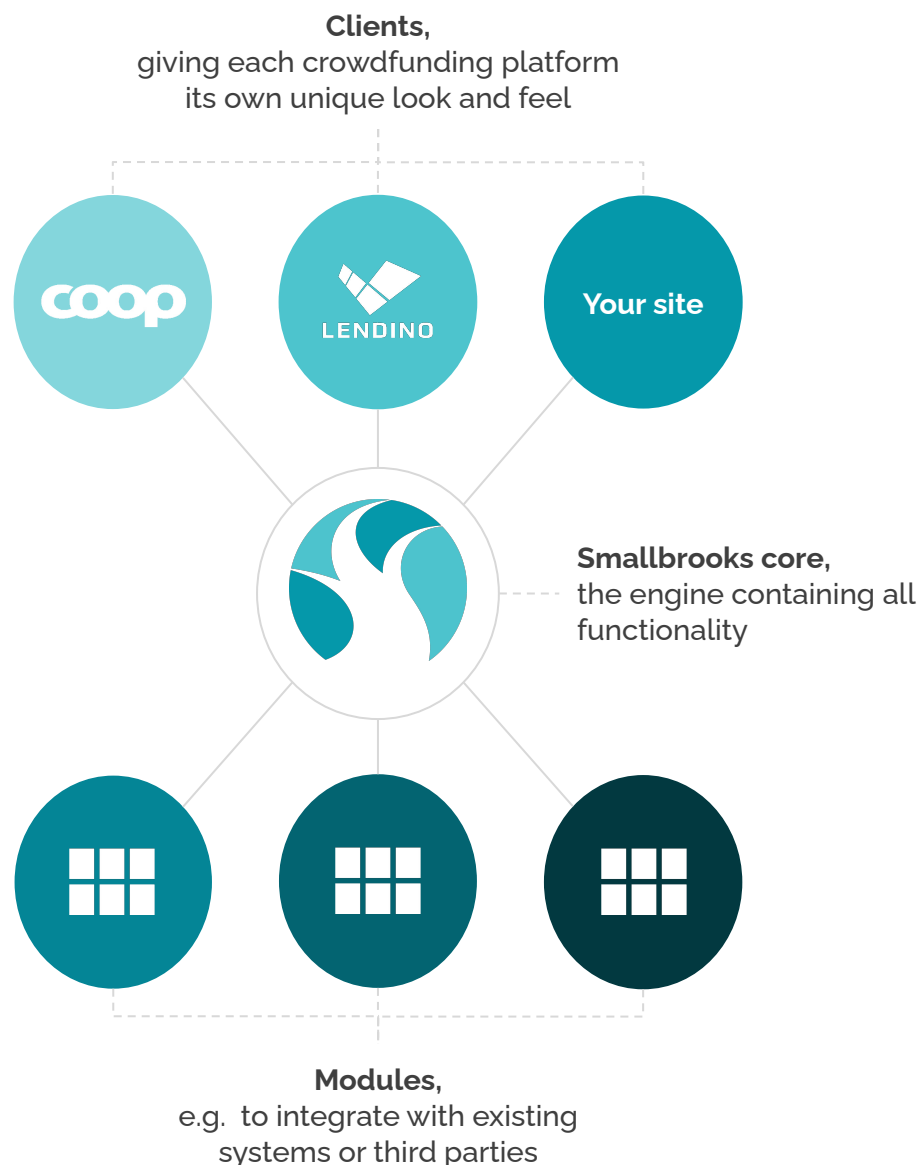 Clients,
giving each crowdfunding platform
its own unique look and feel
coop
LENDINO
Your site
Smallbrooks core,
the engine containing all
functionality
Modules,
e.g.  to integrate with existing
systems or third parties